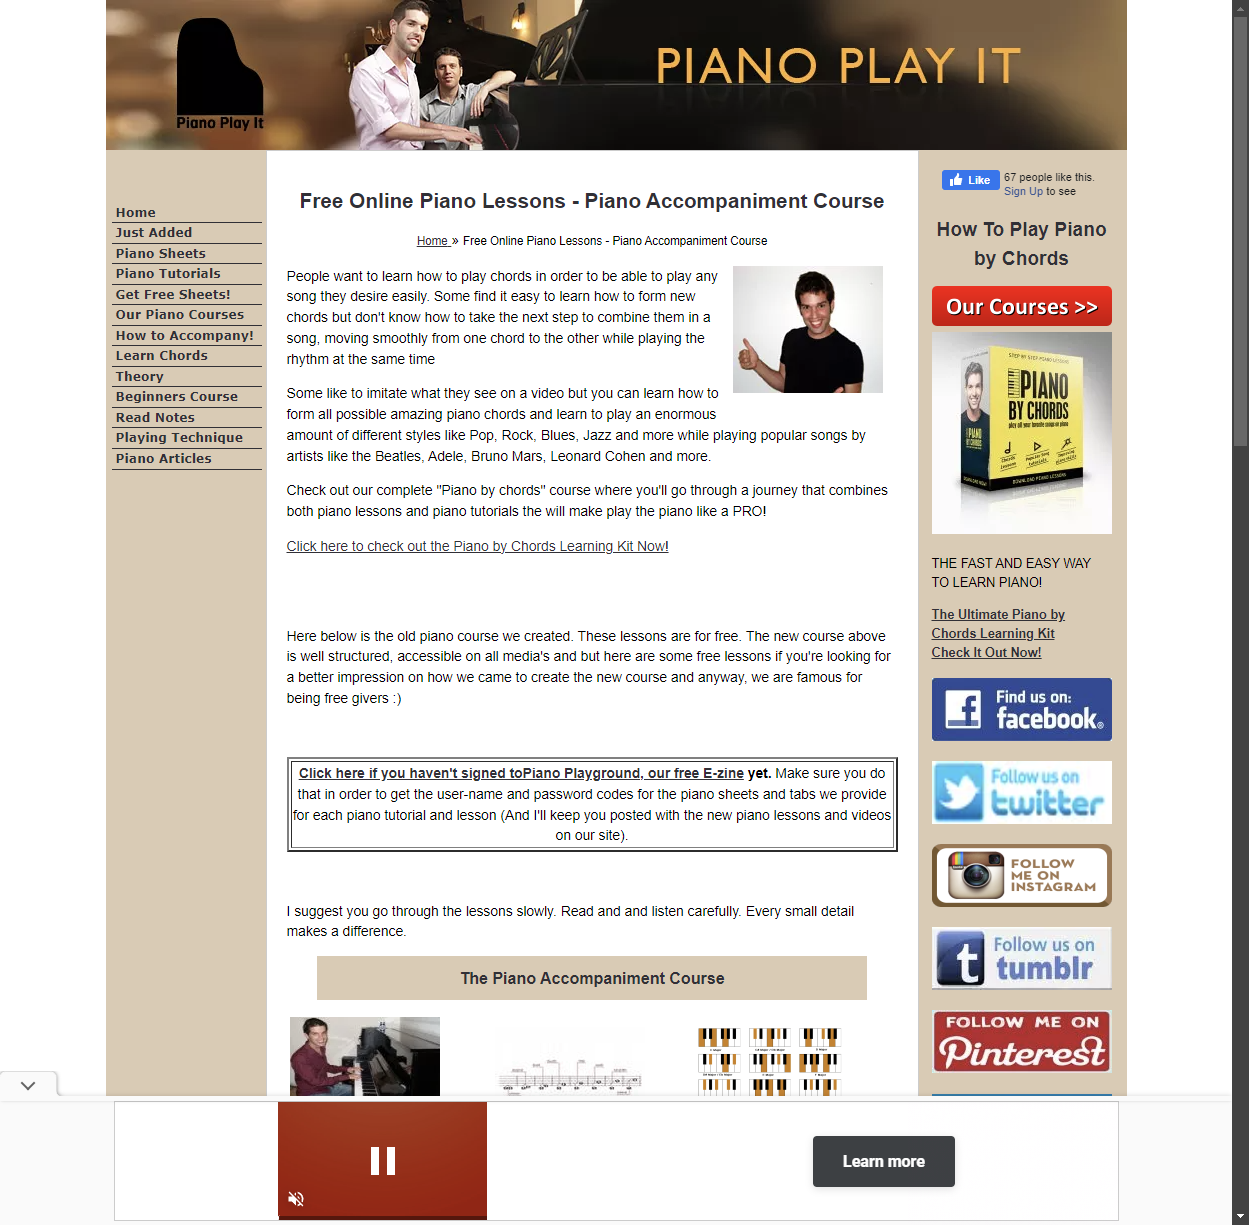 Piano Play It
PIANO PLAY IT
Home
Just Added
Piano Sheets
Piano Tutorials
Get Free Sheets!
Our Piano Courses
How to Accompany!
Learn Chords
Theory
Beginners Course
Read Notes
Playing Technique
Piano Articles
Free Online Piano Lessons - Piano Accompaniment Course
Home » Free Online Piano Lessons - Piano Accompaniment Course
People want to learn how to play chords in order to be able to play any
song they desire easily. Some find it easy to learn how to form new
chords but don't know how to take the next step to combine them in a
song, moving smoothly from one chord to the other while playing the
rhythm at the same time
Some like to imitate what they see on a video but you can learn how to
form all possible amazing piano chords and learn to play an enormous
amount of different styles like Pop, Rock, Blues, Jazz and more while playing popular songs by
artists like the Beatles, Adele, Bruno Mars, Leonard Cohen and more.
Check out our complete "Piano by chords" course where you'll go through a journey that combines
both piano lessons and piano tutorials the will make play the piano like a PRO!
Click here to check out the Piano by Chords Learning Kit Now!
Here below is the old piano course we created. These lessons are for free. The new course above
is well structured, accessible on all media's and but here are some free lessons if you're looking for
a better impression on how we came to create the new course and anyway, we are famous for
being free givers :)
Click here if you haven't signed toPiano Playground, our free E-zine yet. Make sure you do
that in order to get the user-name and password codes for the piano sheets and tabs we provide
for each piano tutorial and lesson (And I'll keep you posted with the new piano lessons and videos
on our site).
I suggest you go through the lessons slowly. Read and and listen carefully. Every small detail
makes a difference.
The Piano Accompaniment Course
Like
67 people like this.
Sign Up to see
How To Play Piano
by Chords
Our Courses >>
STEP BY STEP PIANO LESSONS
PIANO
BY CHORDS
play all your favorite songs on piano
THE FAST AND EASY WAY
TO LEARN PIANO!
The Ultimate Piano by
Chords Learning Kit
Check It Out Now!
Find us on:
facebook.
Follow us on
twitter
FOLLOW
ME ON
INSTAGRAM
Follow us on
tumblr
FOLLOW ME ON
Pinterest
Learn more